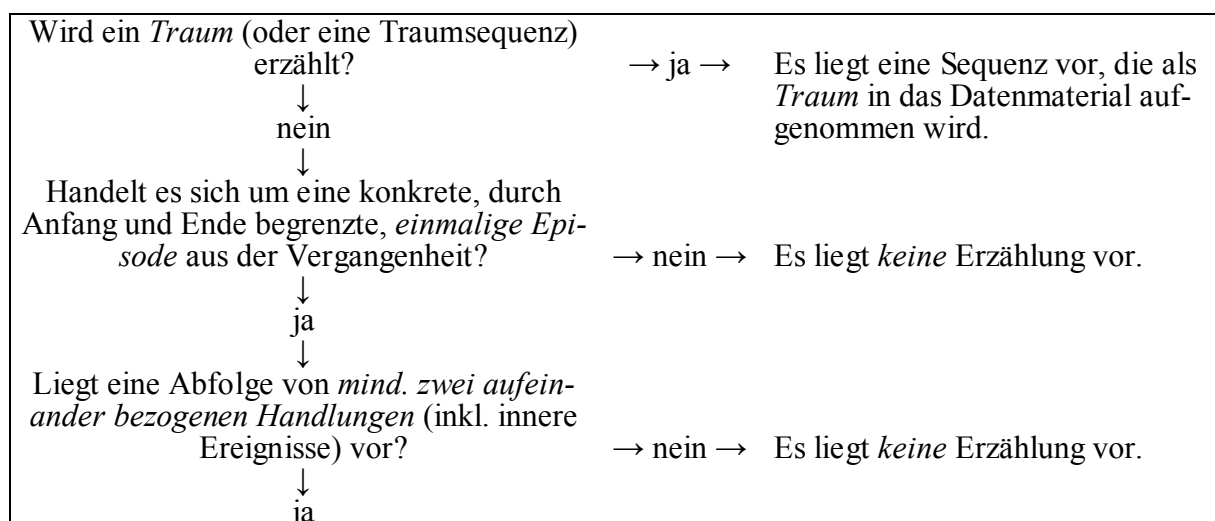 Wird ein Traum (oder eine Traumsequenz)
erzählt? → ja → Es liegt eine Sequenz vor, die als
↓ Traum in das Datenmaterial auf-
nein genommen wird.
↓
Handelt es sich um eine konkrete, durch
Anfang und Ende begrenzte, einmalige Epi-
sode aus der Vergangenheit? → nein → Es liegt keine Erzählung vor.
↓
ja
↓
Liegt eine Abfolge von mind. zwei aufein-
ander bezogenen Handlungen (inkl. innere
Ereignisse) vor? → nein → Es liegt keine Erzählung vor.
↓
ja